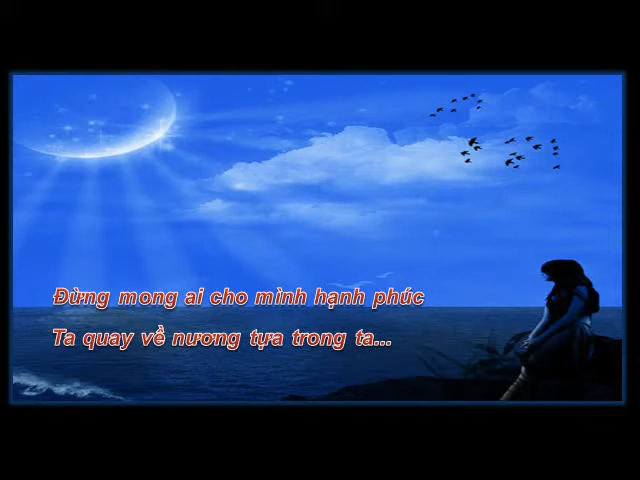 Đừng mong ai cho mình hạnh phúc
Ta quay về nương tựa trong ta...